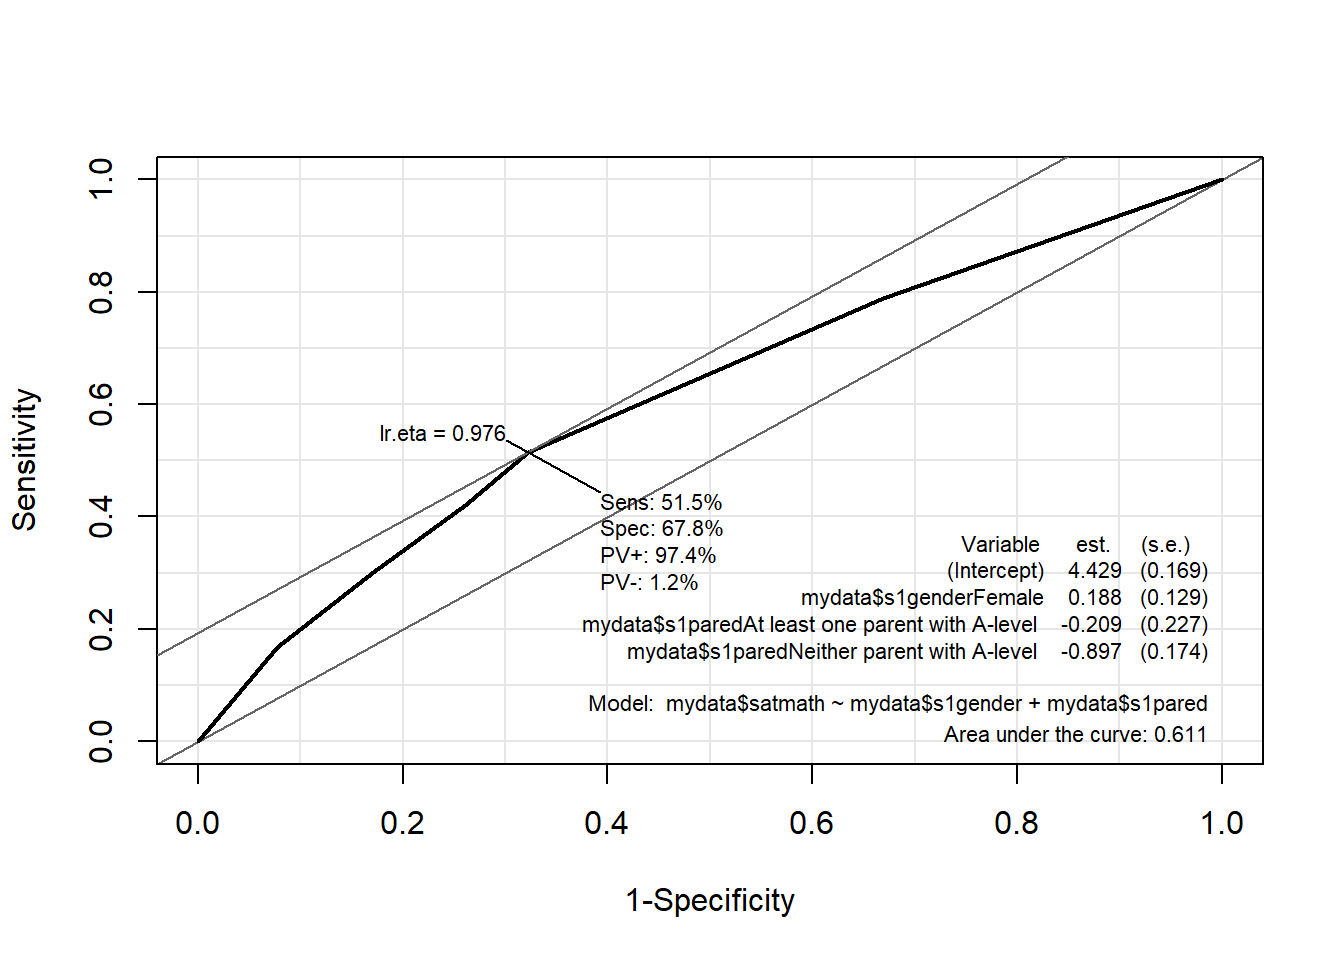 1.0
0.8
0.6
0.4
0.2
0.0
Sensitivity
lr.eta = 0.976
Sens: 51.5%
Spec: 67.8%
PV+: 97.4%
PV-: 1.2%
Variable est. (s.e.)
(Intercept) 4.429 (0.169)
mydata$s1genderFemale 0.188 (0.129)
mydata$s1paredAt least one parent with A-level -0.209 (0.227)
mydata$s1paredNeither parent with A-level -0.897 (0.174)
Model: mydata$satmath ~ mydata$s1gender + mydata$s1pared
Area under the curve: 0.611
0.0 0.2 0.4 0.6 0.8 1.0
1-Specificity